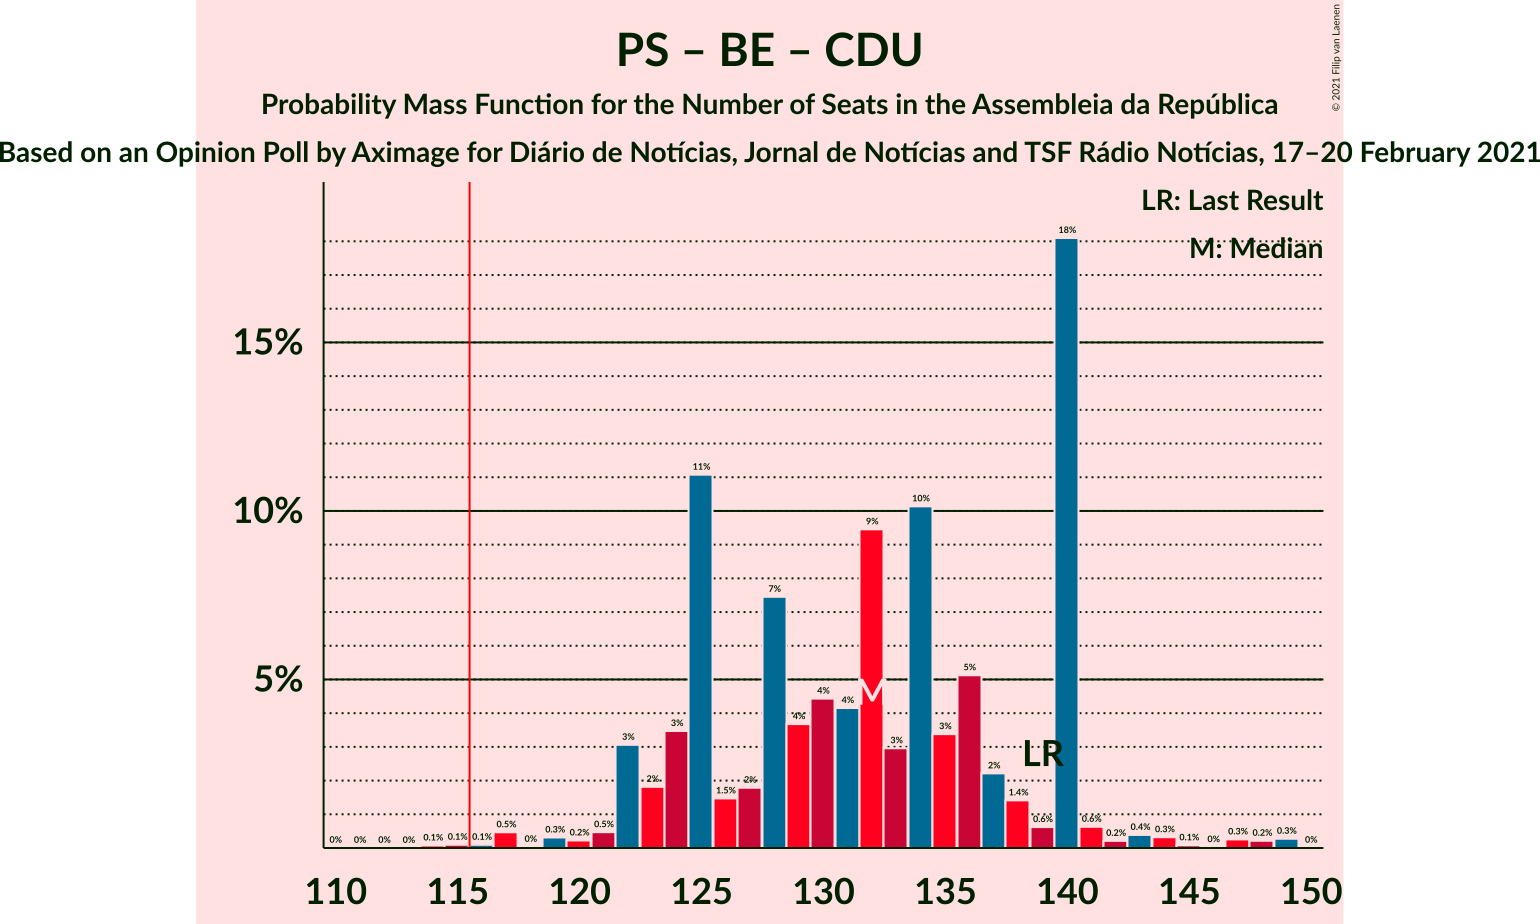 PS – BE – CDU
Probability Mass Function for the Number of Seats in the Assembleia da República
Based on an Opinion Poll by Aximage for Diário de Notícias, Jornal de Notícias and TSF Rádio Notícias, 17–20 February 2021
© 2021 Filip van Laenen
LR: Last Result
M: Median
15%
10%
5%
0% 0% 0% 0% 0.1% 0.1% 0.1% 0.5% 0% 0.3% 0.2% 0.5% 3% 2% 3% 11% 1.5% 2% 7% 4% 4% 4% 9% 3% 10% 3% 5% 2% 1.4% 0.6% 18% 0.6% 0.2% 0.4% 0.3% 0.1% 0% 0.3% 0.2% 0.3% 0%
M
LR
110 115 120 125 130 135 140 145 150